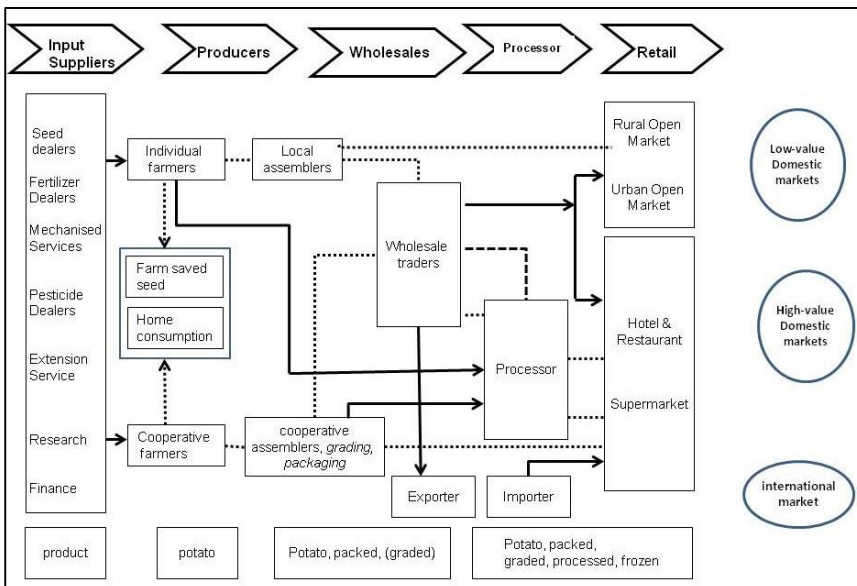 Input
Suppliers
Producers
Wholesales
Processor
Retail
Seed
dealers
Fertilizer
Dealers
Mechanised
Services
Pesticide
Dealers
Extension
Service
Research
Finance
Individual
farmers
Local
assemblers
Farm saved
seed
Home
consumption
Cooperative
farmers
cooperative
assemblers, grading,
packaging
Wholesale
traders
Processor
Exporter
Importer
Rural Open
Market
Urban Open
Market
Hotel &
Restaurant
Supermarket
Low-value
Domestic
markets
High-value
Domestic
markets
international
market
product
potato
Potato, packed, (graded)
Potato, packed,
graded, processed, frozen